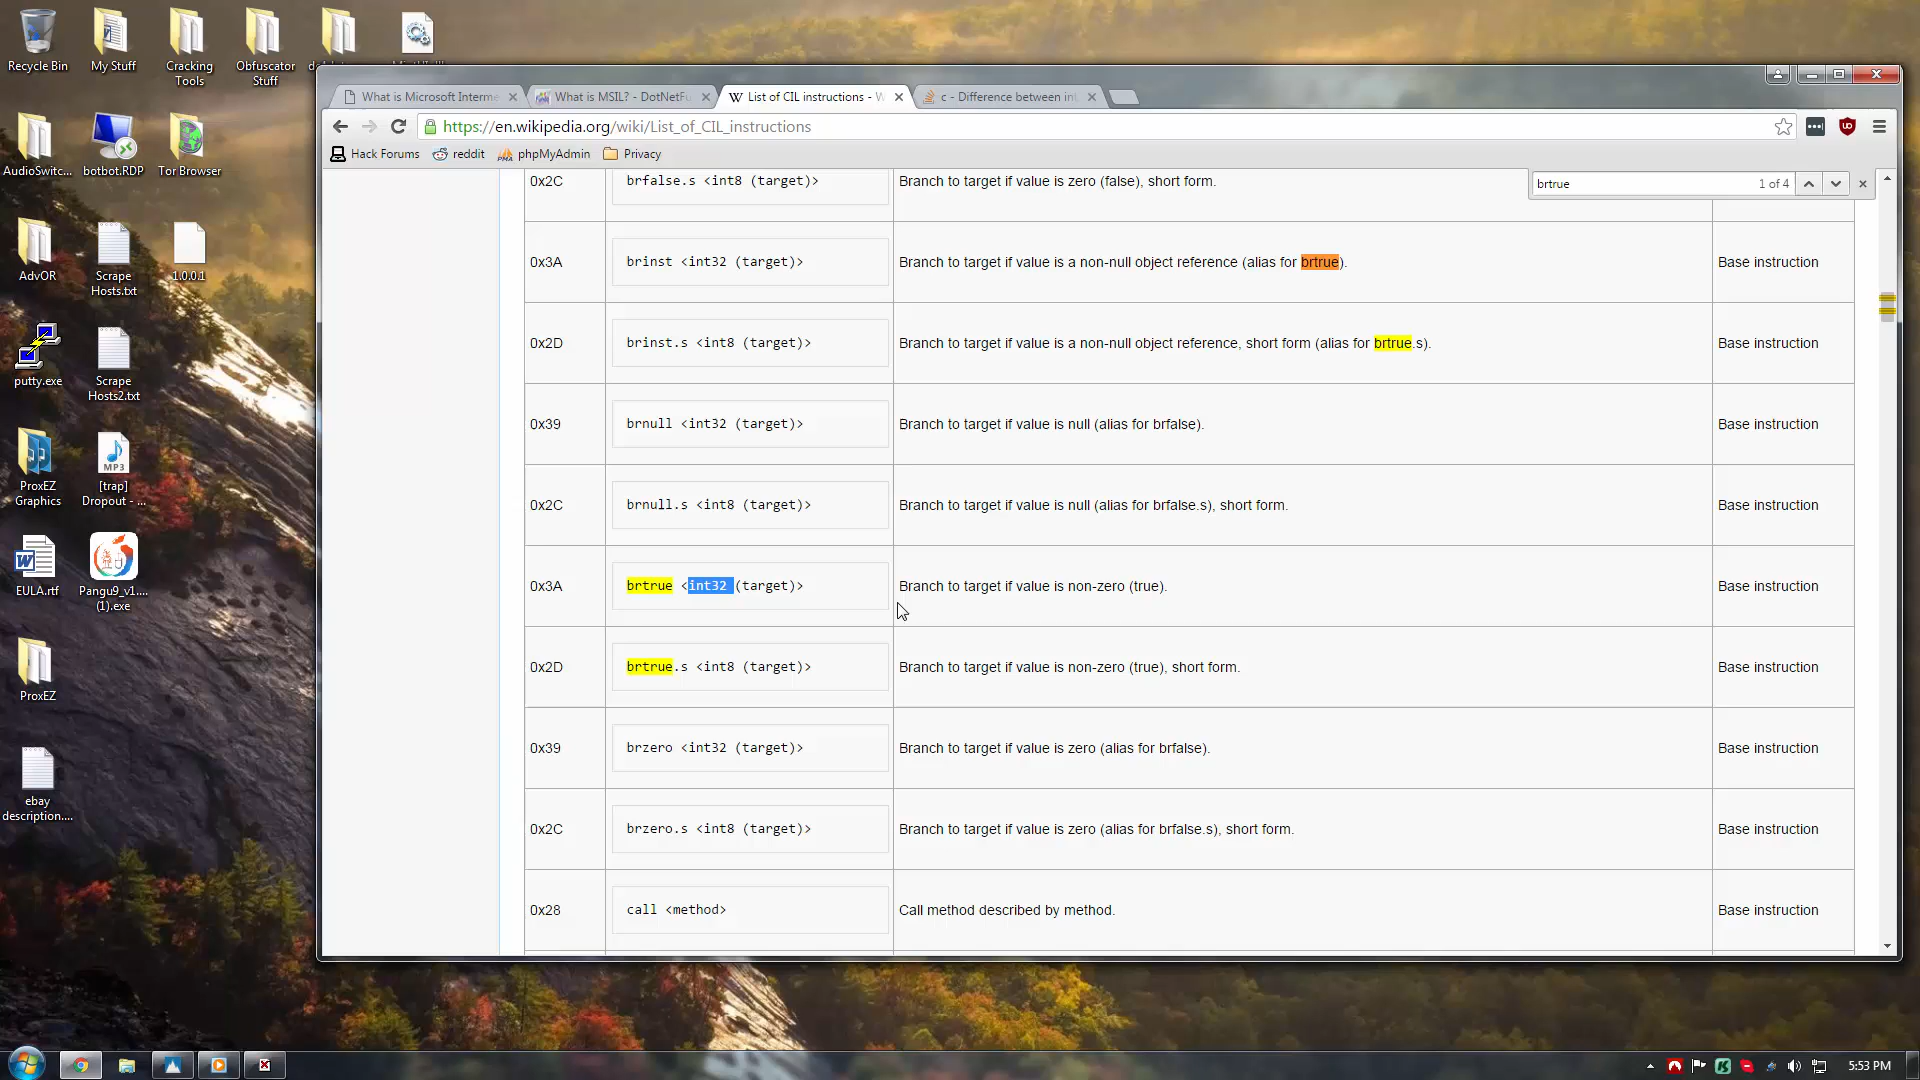 Recycle Bin
My Stuff
Cracking
Tools
Obfuscator
Stuff
AudioSwitc...
botbot.RDP
Tor Browser
AdvOR
Scrape
Hosts.txt
1.0.0.1
putty.exe
Scrape
Hosts2.txt
ProxEZ
Graphics
MP3
[trap]
Dropout - ...
EULA.rtf
Pangu9_v1....
(1).exe
ProxEZ
ebay
description....
What is Microsoft Interme
What is MSIL? - DotNetFu
W List of CIL instructions - W
c - Difference between int
https://en.wikipedia.org/wiki/List_of_CIL_instructions
Hack Forums
reddit
phpMyAdmin
Privacy
brtrue 1 of 4
0x2C brfalse.s <int8 (target)> Branch to target if value is zero (false), short form.
0x3A brinst <int32 (target)> Branch to target if value is a non-null object reference (alias for brtrue). Base instruction
0x2D brinst.s <int8 (target)> Branch to target if value is a non-null object reference, short form (alias for brtrue.s). Base instruction
0x39 brnull <int32 (target)> Branch to target if value is null (alias for brfalse). Base instruction
0x2C brnull.s <int8 (target)> Branch to target if value is null (alias for brfalse.s), short form. Base instruction
0x3A brtrue <int32 (target)> Branch to target if value is non-zero (true). Base instruction
0x2D brtrue.s <int8 (target)> Branch to target if value is non-zero (true), short form. Base instruction
0x39 brzero <int32 (target)> Branch to target if value is zero (alias for brfalse). Base instruction
0x2C brzero.s <int8 (target)> Branch to target if value is zero (alias for brfalse.s), short form. Base instruction
0x28 call <method> Call method described by method. Base instruction
5:53 PM